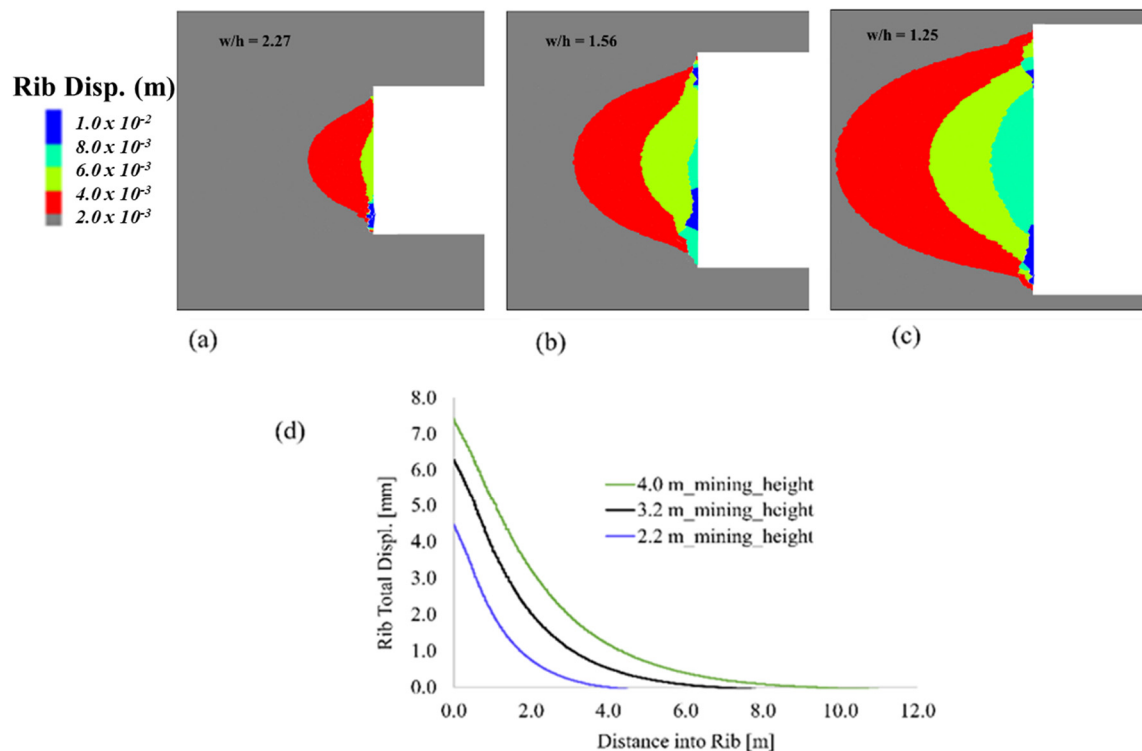 w/h = 2.27
w/h = 1.56
w/h = 1.25
Rib Disp. (m)
1.0 x 10⁻²
8.0 x 10⁻³
6.0 x 10⁻³
4.0 x 10⁻³
2.0 x 10⁻³
(a)
(b)
(c)
(d)
Rib Total Displ. [mm]
8.0
7.0
6.0
5.0
4.0
3.0
2.0
1.0
0.0
4.0 m_mining_height
3.2 m_mining_height
2.2 m_mining_height
0.0 2.0 4.0 6.0 8.0 10.0 12.0
Distance into Rib [m]